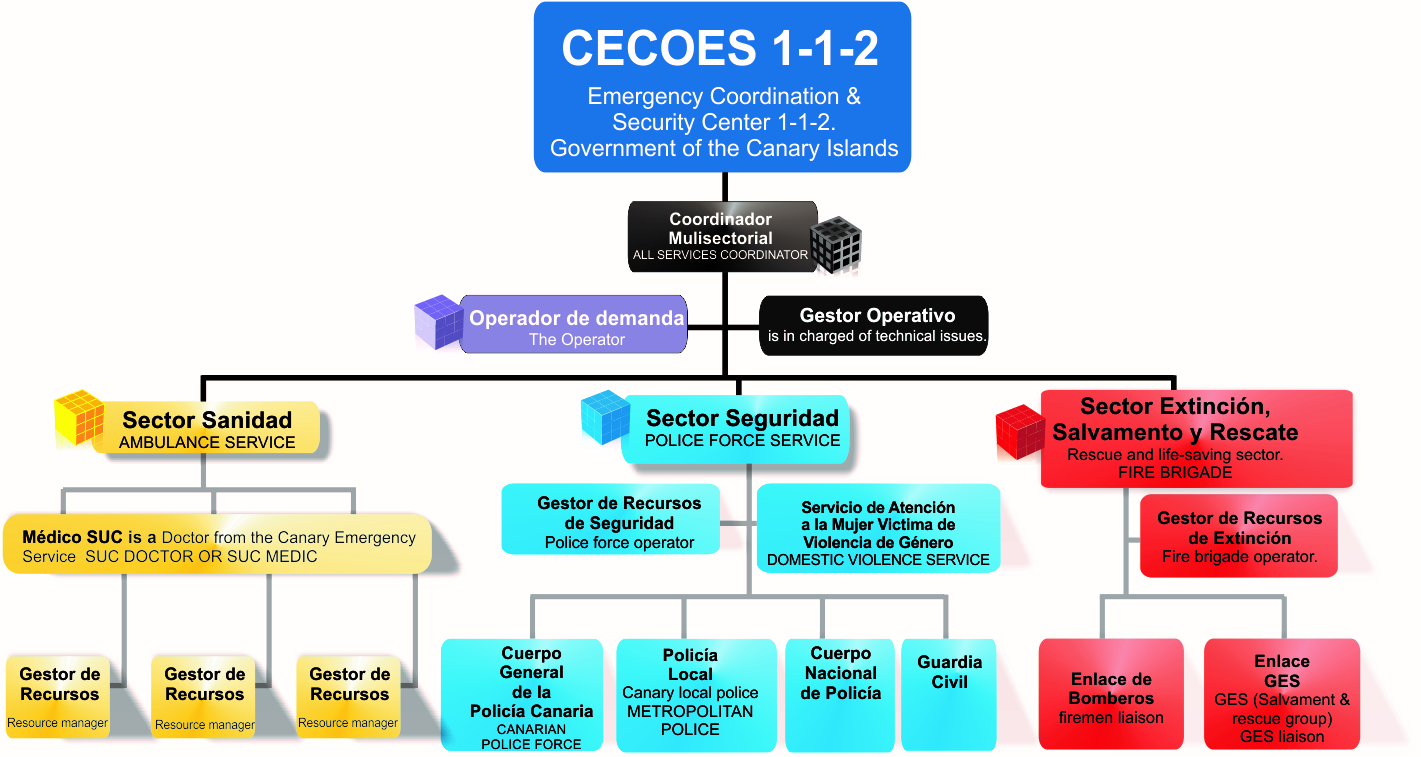 CECOES 1-1-2
Emergency Coordination &
Security Center 1-1-2.
Government of the Canary Islands
Coordinador
Mulisectorial
ALL SERVICES COORDINATOR
Operador de demanda
The Operator
Gestor Operativo
is in charged of technical issues.
Sector Sanidad
AMBULANCE SERVICE
Sector Seguridad
POLICE FORCE SERVICE
Sector Extinción,
Salvamento y Rescate
Rescue and life-saving sector.
FIRE BRIGADE
Médico SUC is a Doctor from the Canary Emergency
Service SUC DOCTOR OR SUC MEDIC
Gestor de Recursos
de Seguridad
Police force operator
Servicio de Atención
a la Mujer Victima de
Violencia de Género
DOMESTIC VIOLENCE SERVICE
Gestor de Recursos
de Extinción
Fire brigade operator.
Gestor de
Recursos
Resource manager
Gestor de
Recursos
Resource manager
Gestor de
Recursos
Resource manager
Cuerpo
General
de la
Policía Canaria
CANARIAN
POLICE FORCE
Policía
Local
Canary local police
METROPOLITAN
POLICE
Cuerpo
Nacional
de Policía
Guardia
Civil
Enlace de
Bomberos
firemen liaison
Enlace
GES
GES (Salvament &
rescue group)
GES liaison